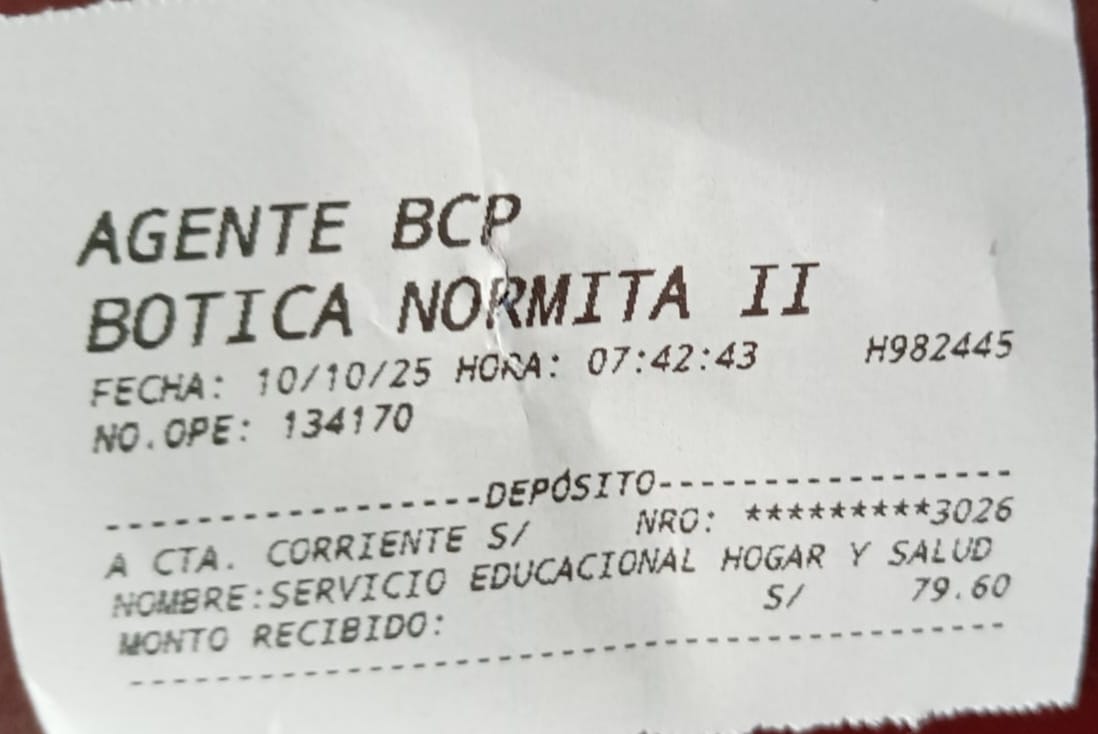 AGENTE BCP
BOTICA NORMITA II
FECHA: 10/10/25 HORA: 07:42:43 H982445
NO.OPE: 134170
-----------------DEPÓSITO-----------------
A CTA. CORRIENTE S/ NRO: *********3026
NOMBRE:SERVICIO EDUCACIONAL HOGAR Y SALUD
MONTO RECIBIDO: S/ 79.60
------------------------------------------